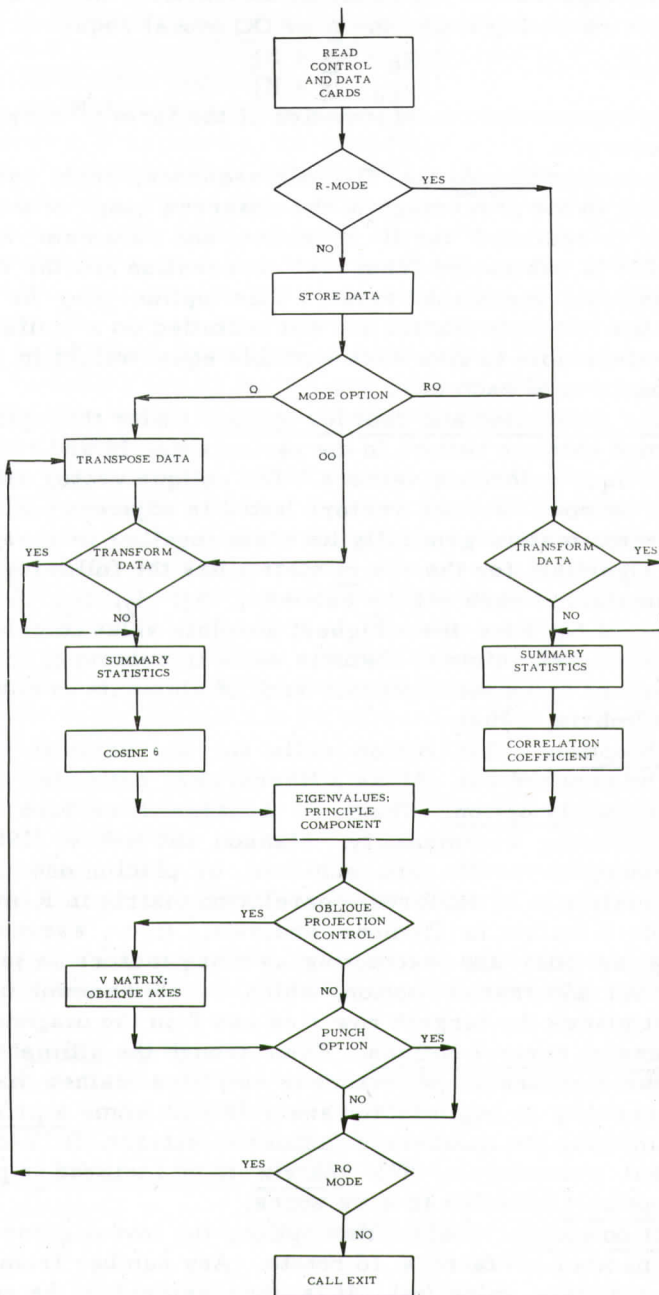 READ
CONTROL
AND DATA
CARDS
R-MODE
YES
NO
STORE DATA
Q
MODE OPTION
RQ
QQ
TRANSPOSE DATA
YES
TRANSFORM
DATA
NO
TRANSFORM
DATA
YES
NO
SUMMARY
STATISTICS
SUMMARY
STATISTICS
COSINE θ
CORRELATION
COEFFICIENT
EIGENVALUES;
PRINCIPLE
COMPONENT
YES
OBLIQUE
PROJECTION
CONTROL
NO
V MATRIX;
OBLIQUE AXES
PUNCH
OPTION
YES
NO
YES
RQ
MODE
NO
CALL EXIT